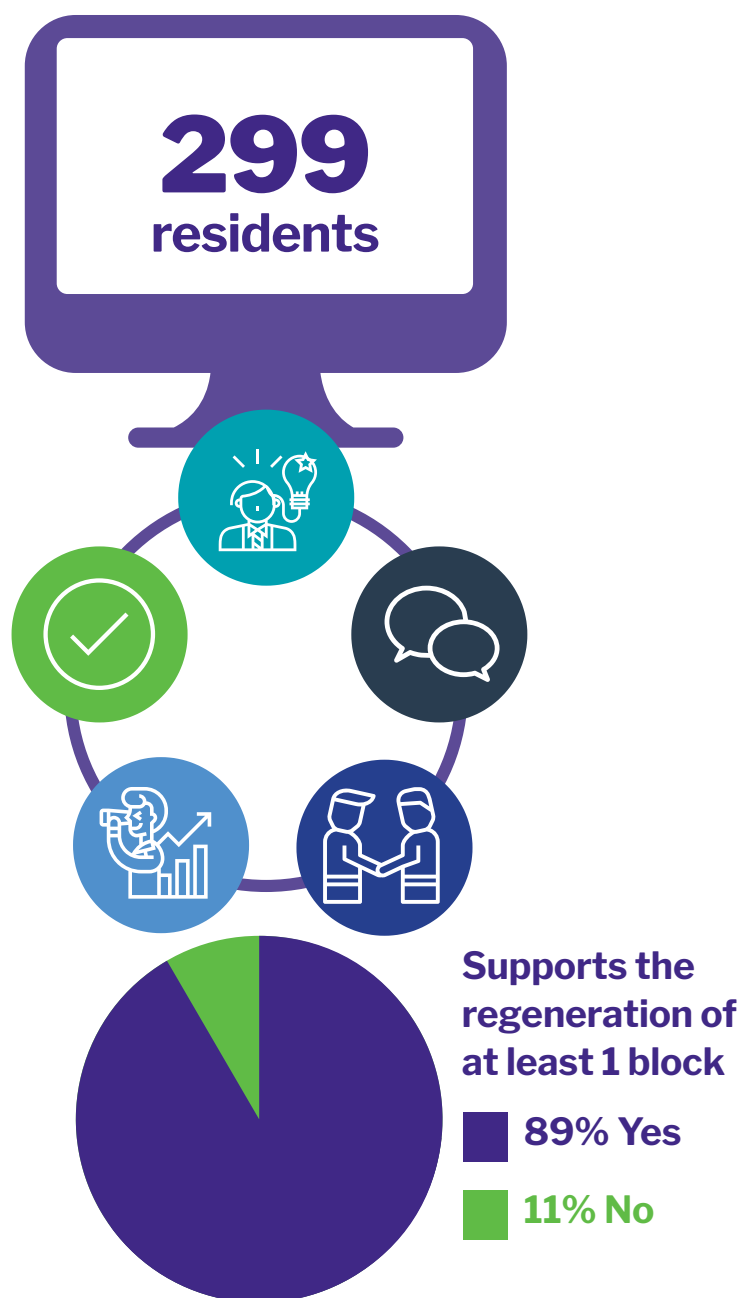 299
residents
Supports the
regeneration of
at least 1 block
89% Yes
11% No